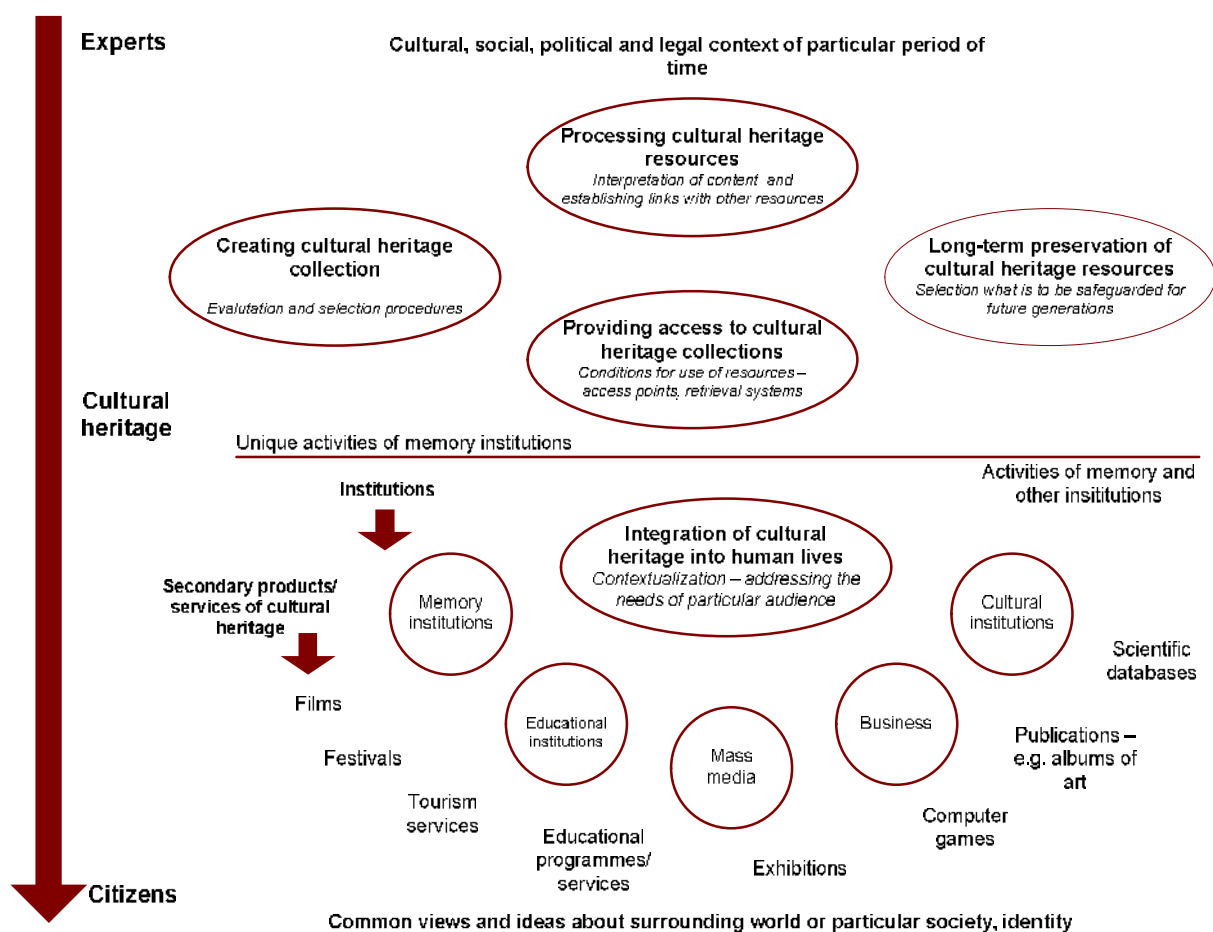 Experts
Cultural, social, political and legal context of particular period of
time
Processing cultural heritage
resources
Interpretation of content and
establishing links with other resources
Creating cultural heritage
collection
Evalutation and selection procedures
Long-term preservation of
cultural heritage resources
Selection what is to be safeguarded for
future generations
Providing access to cultural
heritage collections
Conditions for use of resources –
access points, retrieval systems
Cultural
heritage
Unique activities of memory institutions
Activities of memory and
other insititutions
Institutions
Integration of cultural
heritage into human lives
Contextualization – addressing the
needs of particular audience
Secondary products/
services of cultural
heritage
Memory
institutions
Cultural
institutions
Scientific
databases
Films
Educational
institutions
Business
Mass
media
Publications –
e.g. albums of
art
Festivals
Tourism
services
Computer
games
Educational
programmes/
services
Exhibitions
Citizens
Common views and ideas about surrounding world or particular society, identity